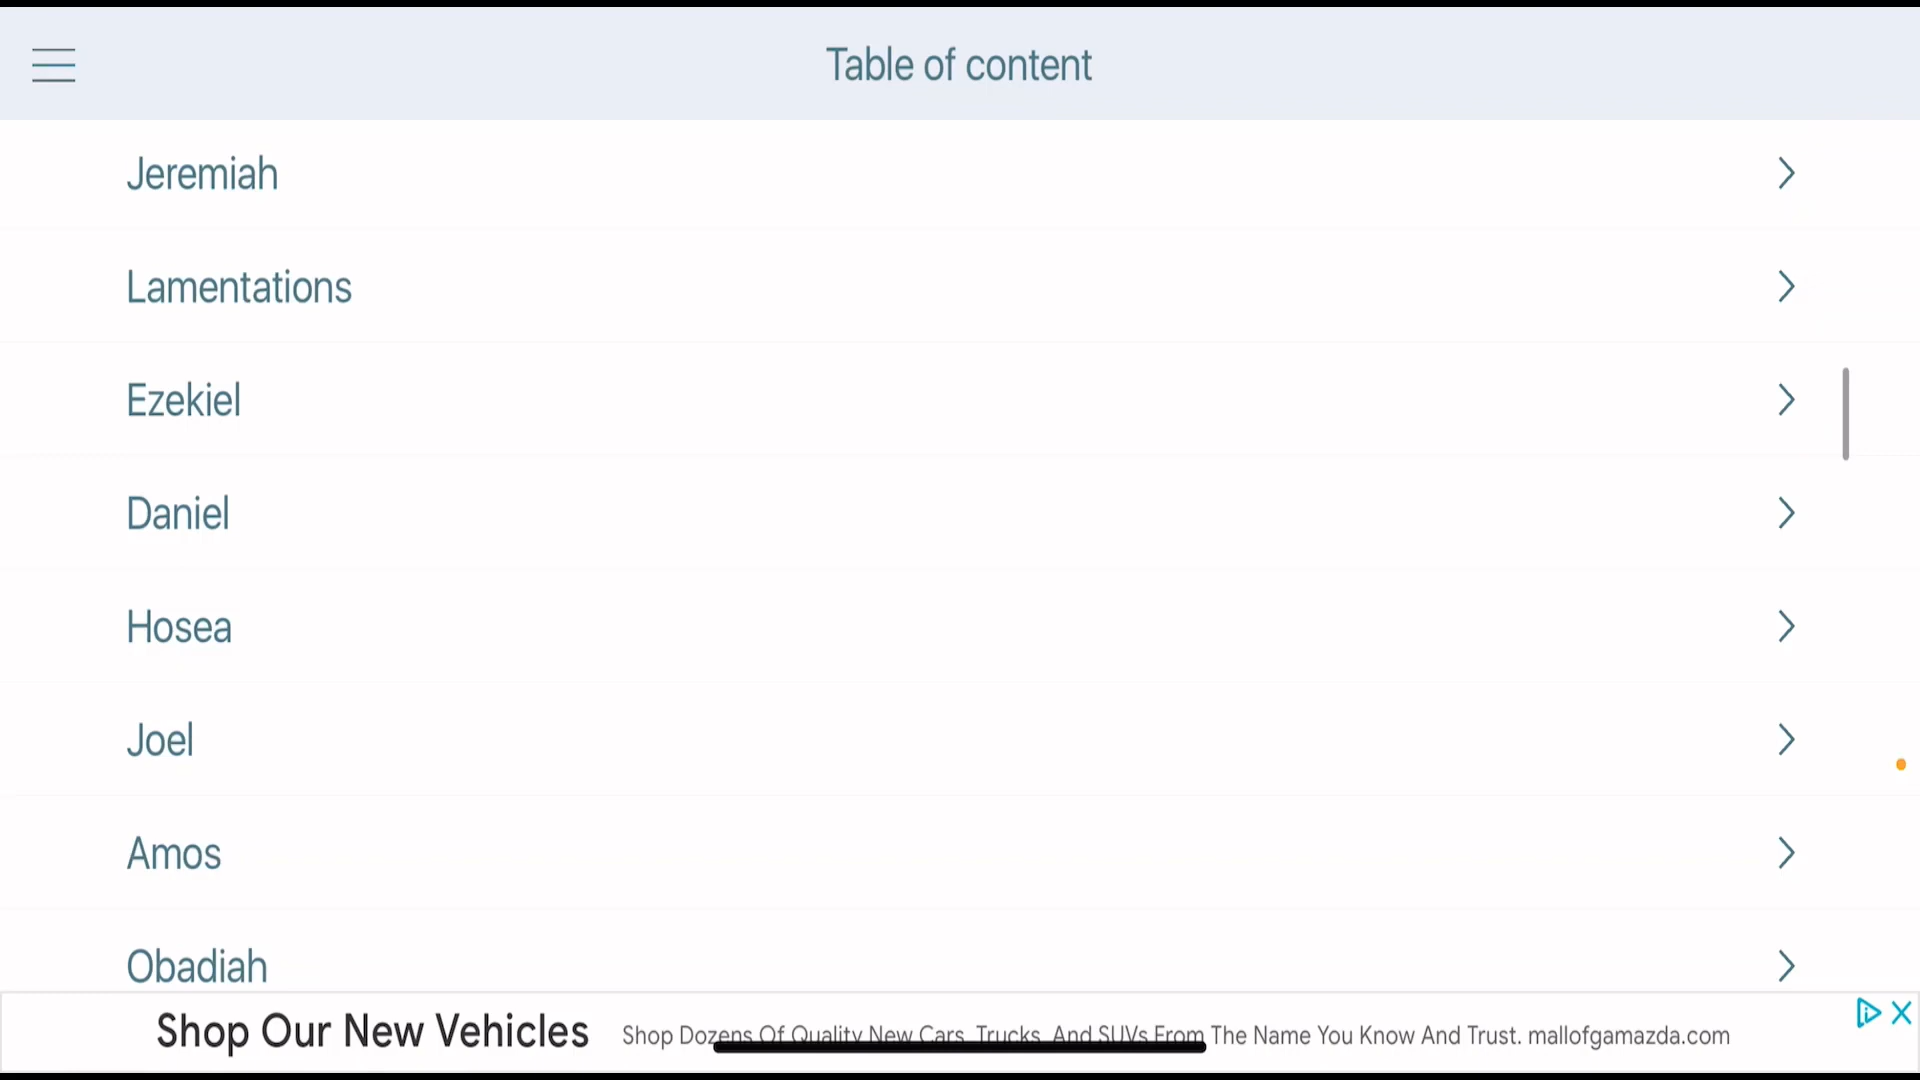 Table of content
Jeremiah
Lamentations
Ezekiel
Daniel
Hosea
Joel
Amos
Obadiah
Shop Our New Vehicles
Shop Dozens Of Quality New Cars, Trucks, And SUVs From The Name You Know And Trust. mallofgamazda.com